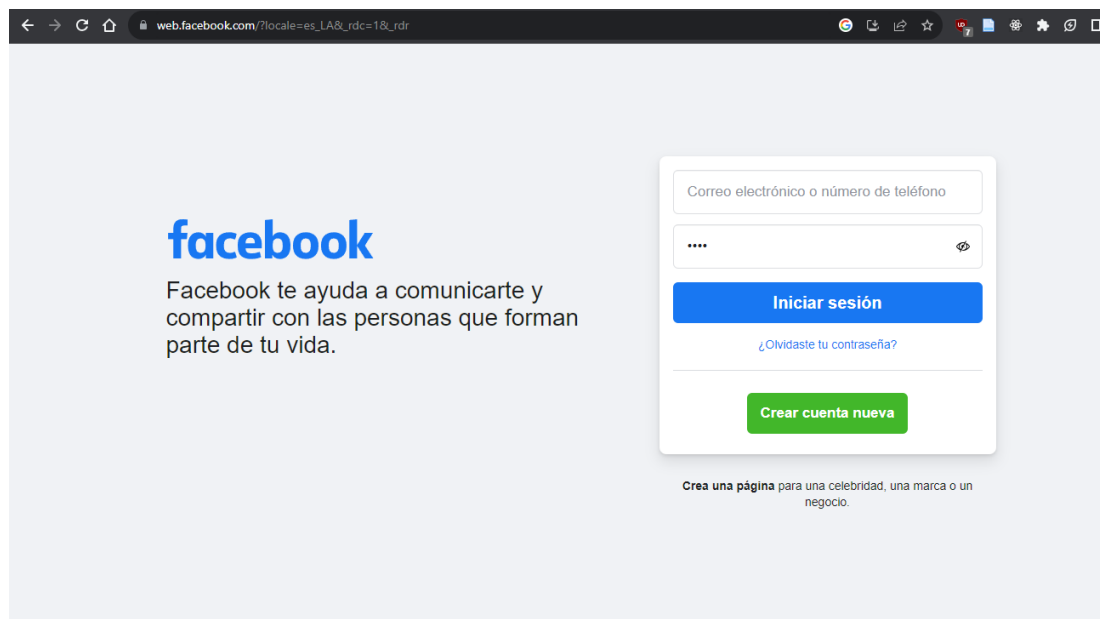 web.facebook.com/?locale=es_LA&_rdc=1&_rdr
7
facebook
Facebook te ayuda a comunicarte y
compartir con las personas que forman
parte de tu vida.
Correo electrónico o número de teléfono
••••
Iniciar sesión
¿Olvidaste tu contraseña?
Crear cuenta nueva
Crea una página para una celebridad, una marca o un
negocio.